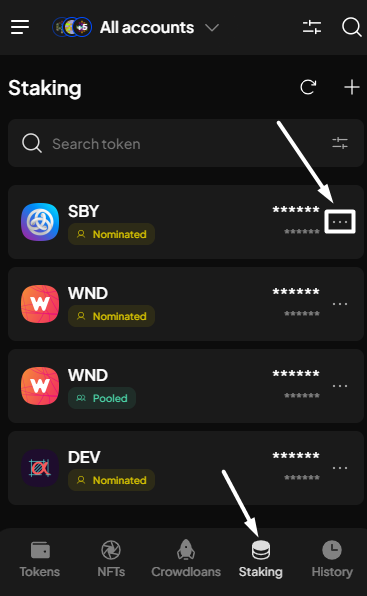 +5 All accounts
Staking
Search token
SBY ******
Nominated ******
WND ******
Nominated ******
WND ******
Pooled ******
DEV ******
Nominated ******
Tokens NFTs Crowdloans Staking History